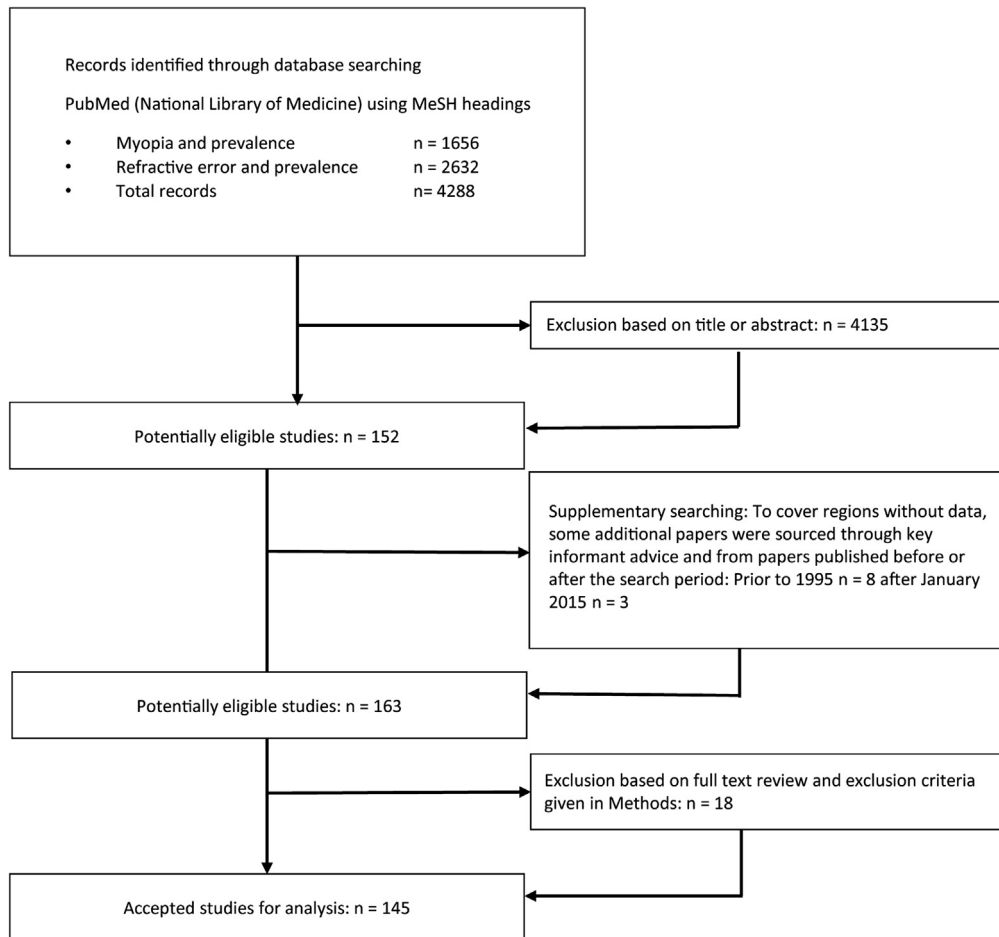 Records identified through database searching
PubMed (National Library of Medicine) using MeSH headings
• Myopia and prevalence n = 1656
• Refractive error and prevalence n = 2632
• Total records n= 4288
Exclusion based on title or abstract: n = 4135
Potentially eligible studies: n = 152
Supplementary searching: To cover regions without data,
some additional papers were sourced through key
informant advice and from papers published before or
after the search period: Prior to 1995 n = 8 after January
2015 n = 3
Potentially eligible studies: n = 163
Exclusion based on full text review and exclusion criteria
given in Methods: n = 18
Accepted studies for analysis: n = 145